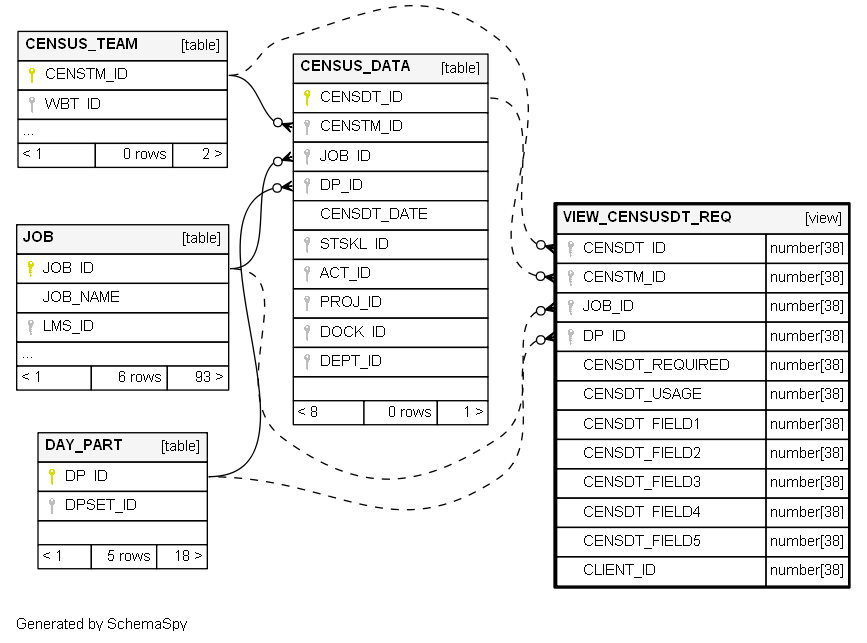 CENSUS_TEAM [table]
CENSTM_ID
WBT_ID
...
< 1 0 rows 2 >
CENSUS_DATA [table]
CENSDT_ID
CENSTM_ID
JOB_ID
DP_ID
CENSDT_DATE
STSKL_ID
ACT_ID
PROJ_ID
DOCK_ID
DEPT_ID
< 8 0 rows 1 >
JOB [table]
JOB_ID
JOB_NAME
LMS_ID
...
< 1 6 rows 93 >
DAY_PART [table]
DP_ID
DPSET_ID
< 1 5 rows 18 >
VIEW_CENSUSDT_REQ [view]
CENSDT_ID number[38]
CENSTM_ID number[38]
JOB_ID number[38]
DP_ID number[38]
CENSDT_REQUIRED number[38]
CENSDT_USAGE number[38]
CENSDT_FIELD1 number[38]
CENSDT_FIELD2 number[38]
CENSDT_FIELD3 number[38]
CENSDT_FIELD4 number[38]
CENSDT_FIELD5 number[38]
CLIENT_ID number[38]
Generated by SchemaSpy